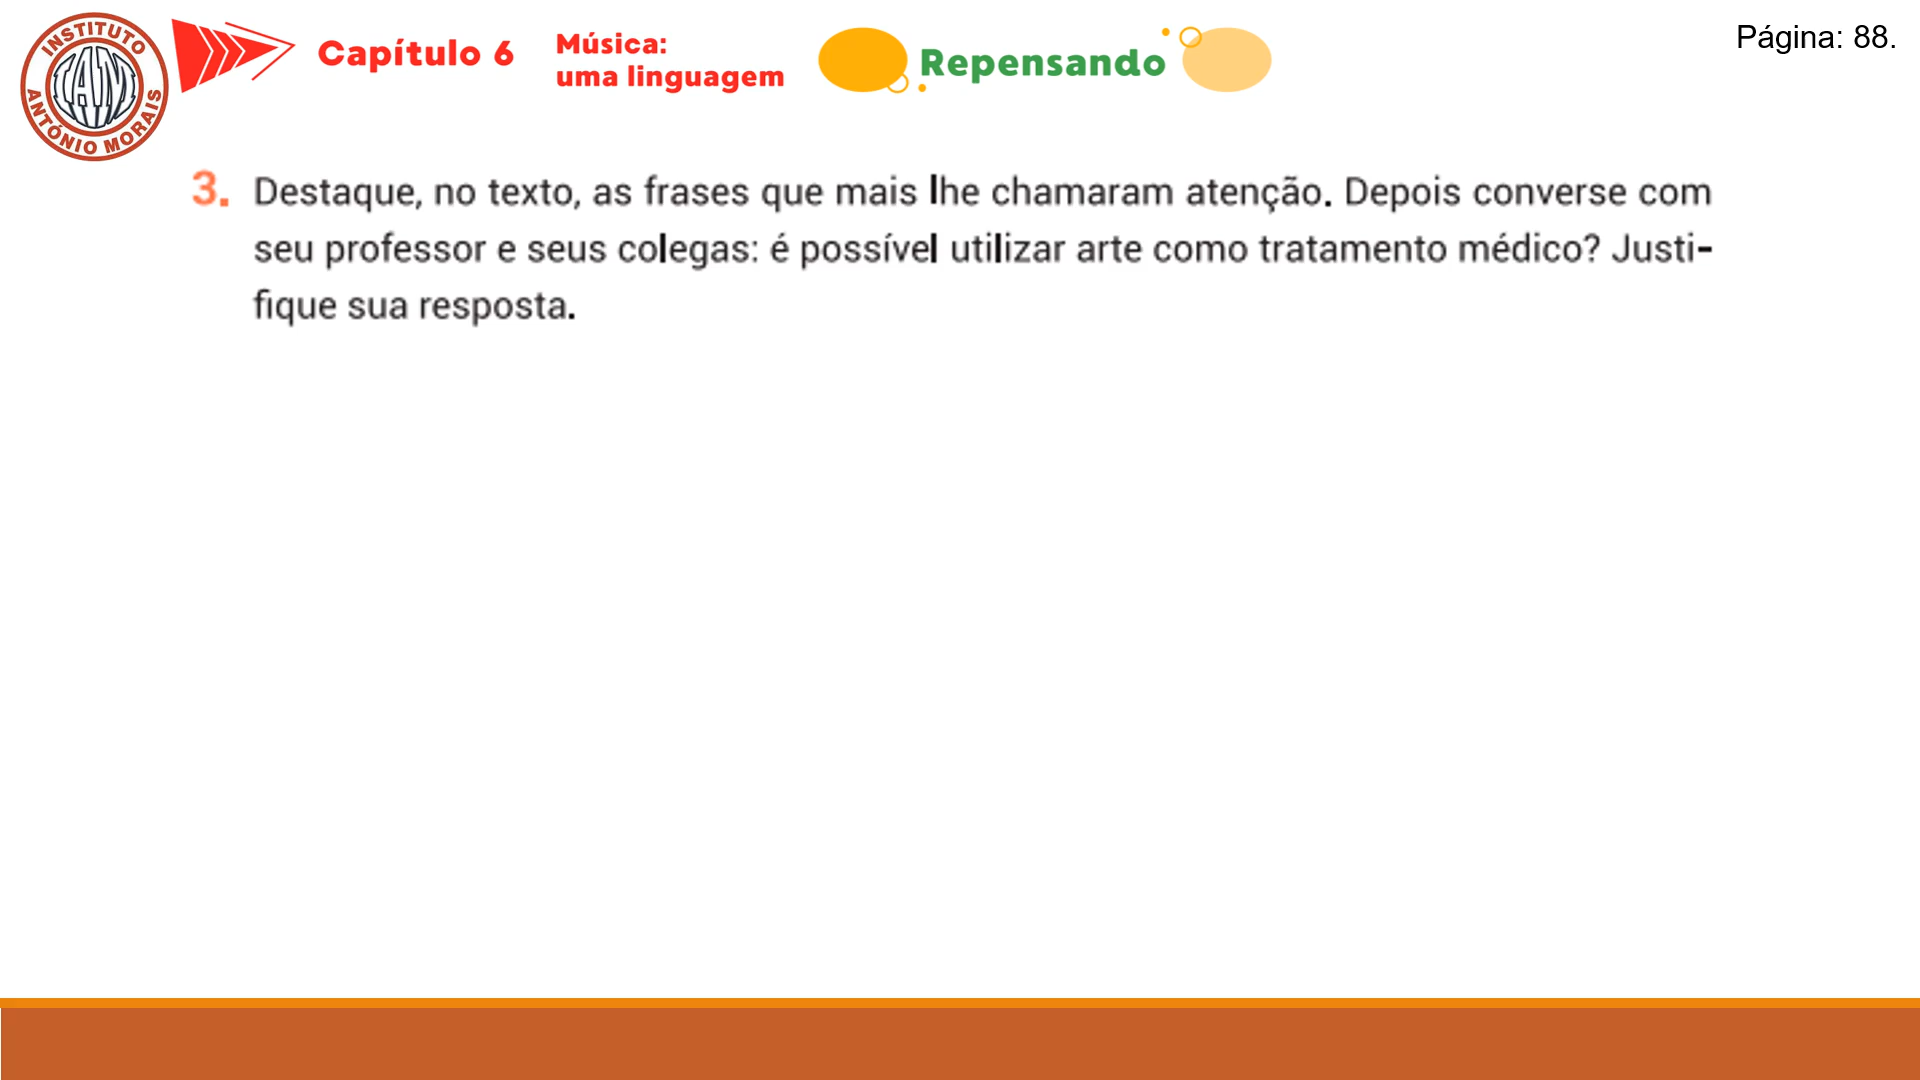 INSTITUTO
IAM
ANTÓNIO MORAIS
Capítulo 6
Música:
uma linguagem
Repensando
Página: 88.
3. Destaque, no texto, as frases que mais lhe chamaram atenção. Depois converse com
seu professor e seus colegas: é possível utilizar arte como tratamento médico? Justi-
fique sua resposta.